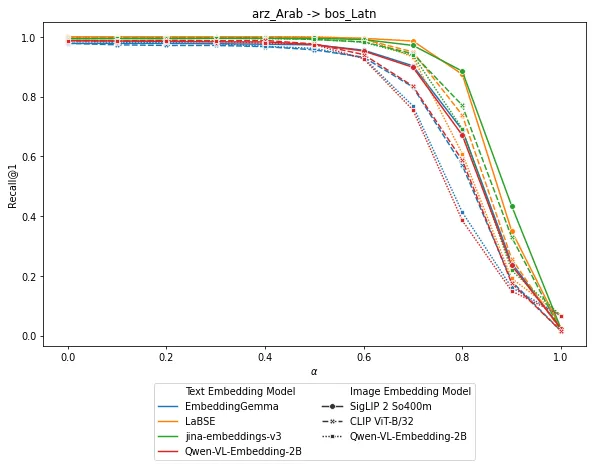 arz_Arab -> bos_Latn
1.0
0.8
0.6
0.4
0.2
0.0
Recall@1
0.0 0.2 0.4 0.6 0.8 1.0
α
Text Embedding Model Image Embedding Model
EmbeddingGemma SigLIP 2 So400m
LaBSE CLIP ViT-B/32
jina-embeddings-v3 Qwen-VL-Embedding-2B
Qwen-VL-Embedding-2B